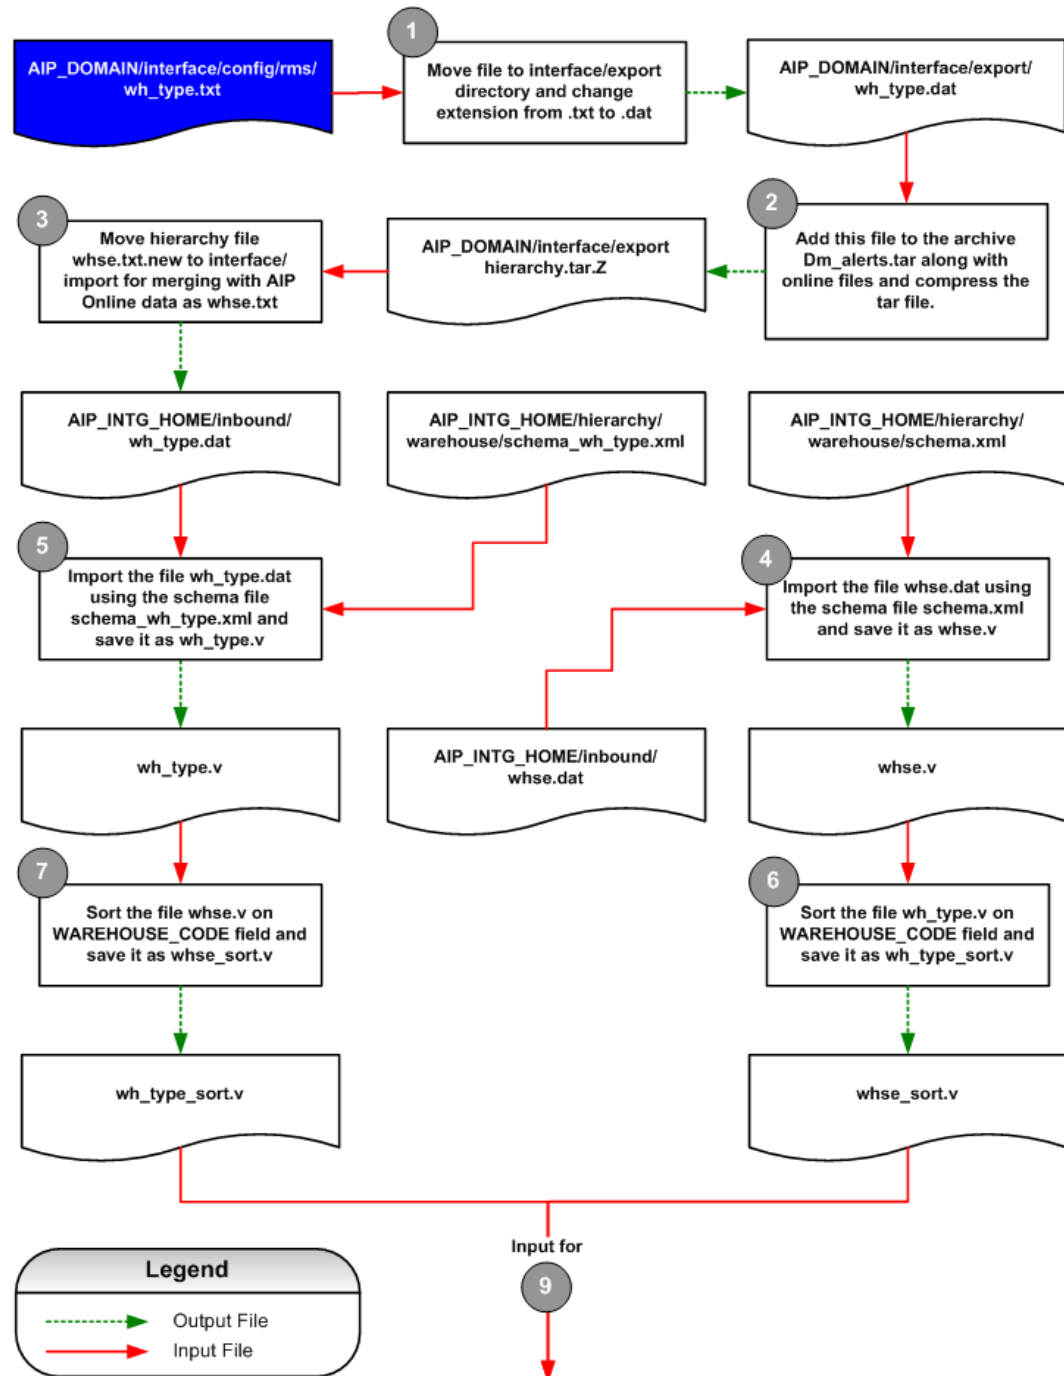 1
AIP_DOMAIN/interface/config/rms/
wh_type.txt
Move file to interface/export
directory and change
extension from .txt to .dat
AIP_DOMAIN/interface/export/
wh_type.dat
3
Move hierarchy file
whse.txt.new to interface/
import for merging with AIP
Online data as whse.txt
AIP_DOMAIN/interface/export
hierarchy.tar.Z
2
Add this file to the archive
Dm_alerts.tar along with
online files and compress the
tar file.
AIP_INTG_HOME/inbound/
wh_type.dat
AIP_INTG_HOME/hierarchy/
warehouse/schema_wh_type.xml
AIP_INTG_HOME/hierarchy/
warehouse/schema.xml
5
Import the file wh_type.dat
using the schema file
schema_wh_type.xml and
save it as wh_type.v
4
Import the file whse.dat using
the schema file schema.xml
and save it as whse.v
wh_type.v
AIP_INTG_HOME/inbound/
whse.dat
whse.v
7
Sort the file whse.v on
WAREHOUSE_CODE field and
save it as whse_sort.v
6
Sort the file wh_type.v on
WAREHOUSE_CODE field and
save it as wh_type_sort.v
wh_type_sort.v
whse_sort.v
Input for
9
Legend
Output File
Input File